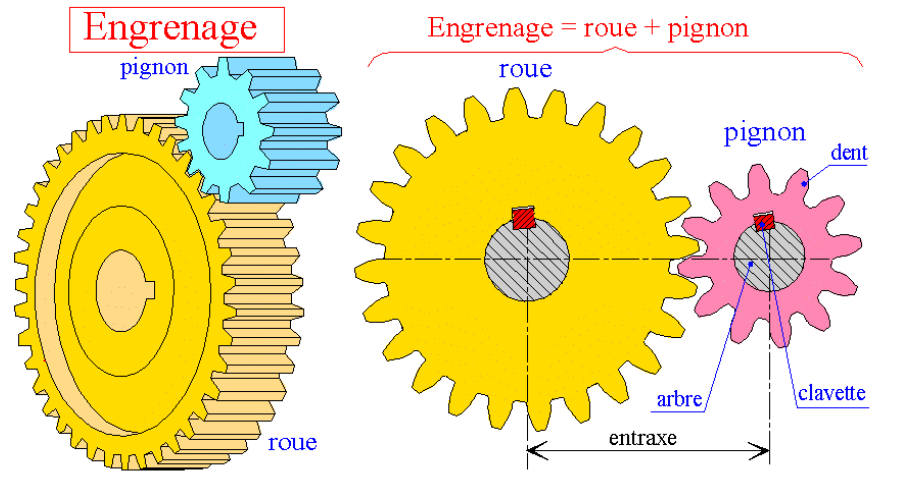 Engrenage
pignon
roue
Engrenage = roue + pignon
roue
pignon
dent
arbre
clavette
entraxe